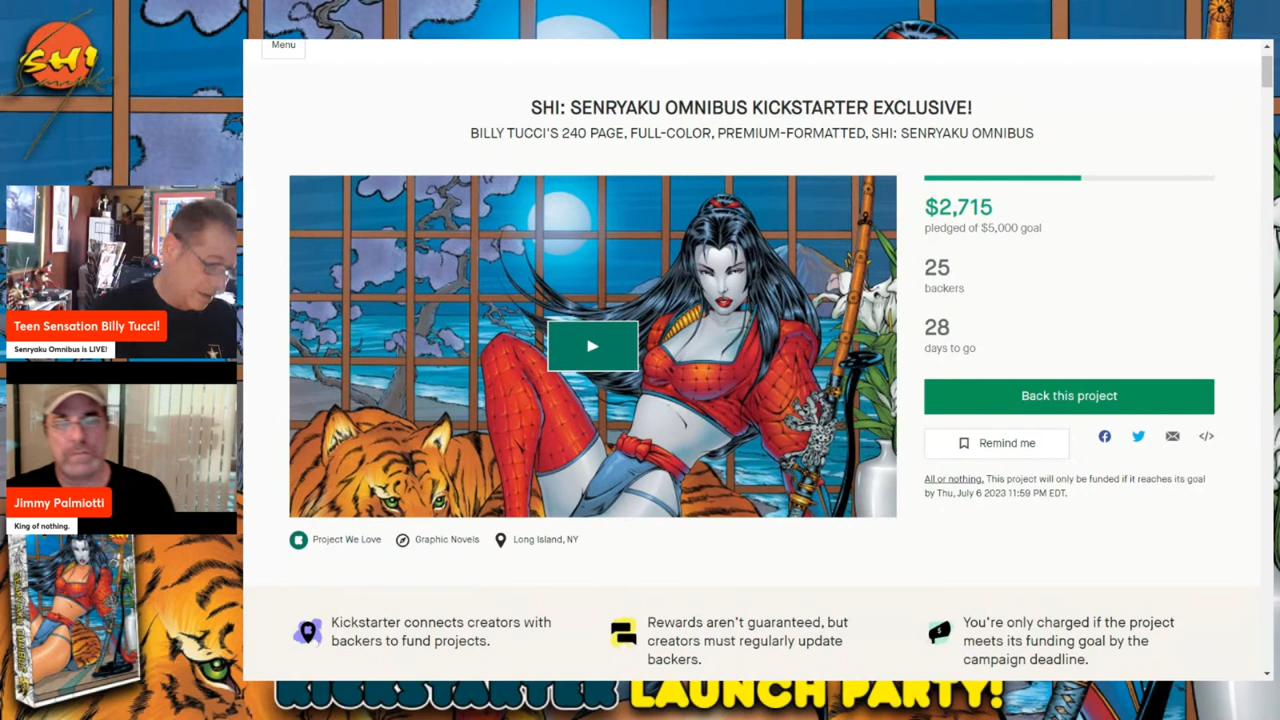 SHI
Menu
SHI: SENRYAKU OMNIBUS KICKSTARTER EXCLUSIVE!
BILLY TUCCI'S 240 PAGE, FULL-COLOR, PREMIUM-FORMATTED, SHI: SENRYAKU OMNIBUS
$2,715
pledged of $5,000 goal
25
backers
28
days to go
Back this project
Remind me
All or nothing. This project will only be funded if it reaches its goal
by Thu, July 6 2023 11:59 PM EDT.
Teen Sensation Billy Tucci!
Senryaku Omnibus is LIVE!
Jimmy Palmiotti
King of nothing.
Project We Love
Graphic Novels
Long Island, NY
Kickstarter connects creators with
backers to fund projects.
Rewards aren't guaranteed, but
creators must regularly update
backers.
You're only charged if the project
meets its funding goal by the
campaign deadline.
KICKSTARTER LAUNCH PARTY!